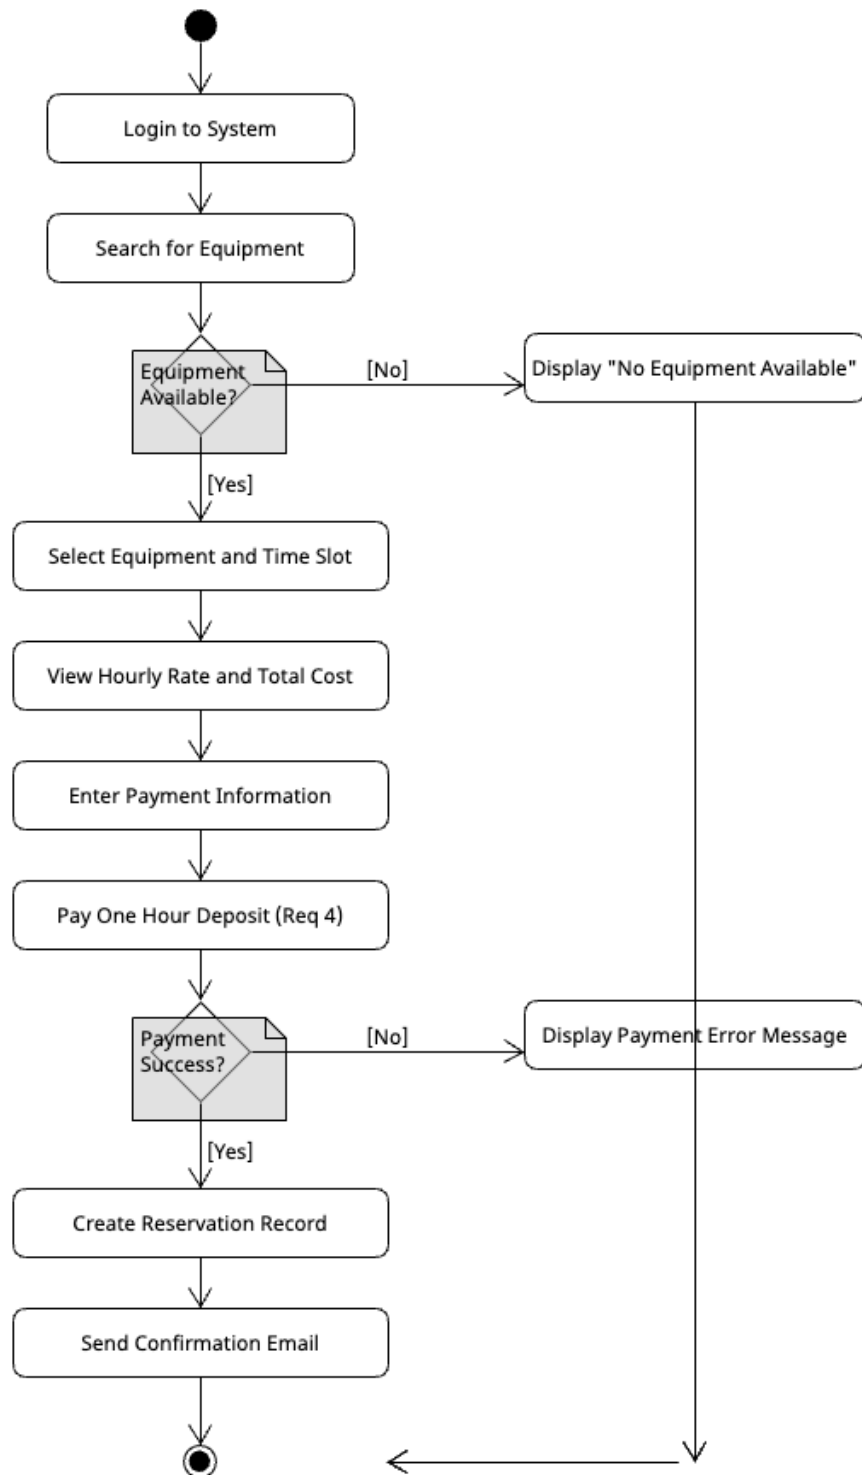 Login to System
Search for Equipment
Equipment
Available?
[No]
Display "No Equipment Available"
[Yes]
Select Equipment and Time Slot
View Hourly Rate and Total Cost
Enter Payment Information
Pay One Hour Deposit (Req 4)
Payment
Success?
[No]
Display Payment Error Message
[Yes]
Create Reservation Record
Send Confirmation Email